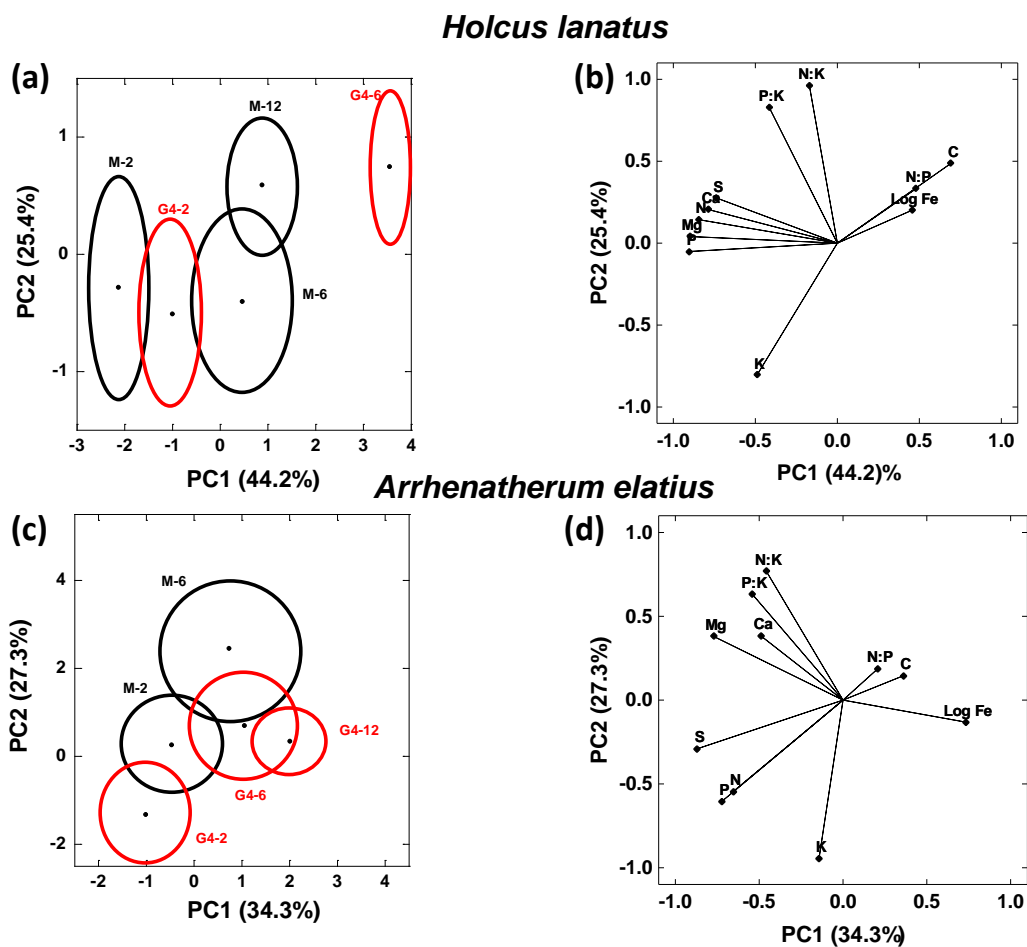 Holcus lanatus
(a)
M-2
G4-2
M-12
G4-6
M-6
1
0
-1
-3 -2 -1 0 1 2 3 4
PC2 (25.4%)
PC1 (44.2%)
(b)
N:K
P:K
C
N:P
Log Fe
S
Ca
N
Mg
P
K
1.0
0.5
0.0
-0.5
-1.0
-1.0 -0.5 0.0 0.5 1.0
PC2 (25.4%)
PC1 (44.2)%
Arrhenatherum elatius
(c)
M-6
M-2
G4-12
G4-6
G4-2
4
2
0
-2
-2 -1 0 1 2 3 4
PC2 (27.3%)
PC1 (34.3%)
(d)
N:K
P:K
Mg
Ca
N:P
C
Log Fe
S
P
N
K
1.0
0.5
0.0
-0.5
-1.0
-1.0 -0.5 0.0 0.5 1.0
PC2 (27.3%)
PC1 (34.3%)